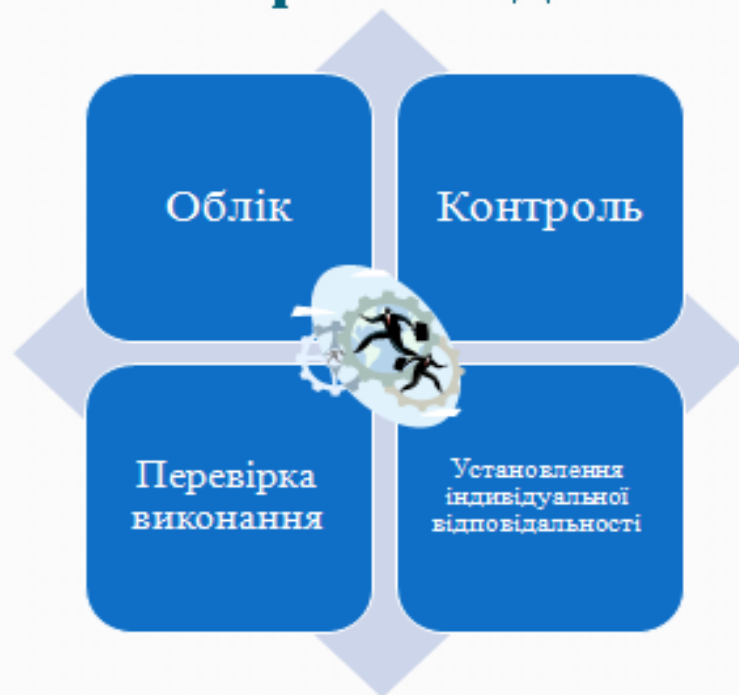 Облік
Контроль
Перевірка
виконання
Установлення
індивідуальної
відповідальності